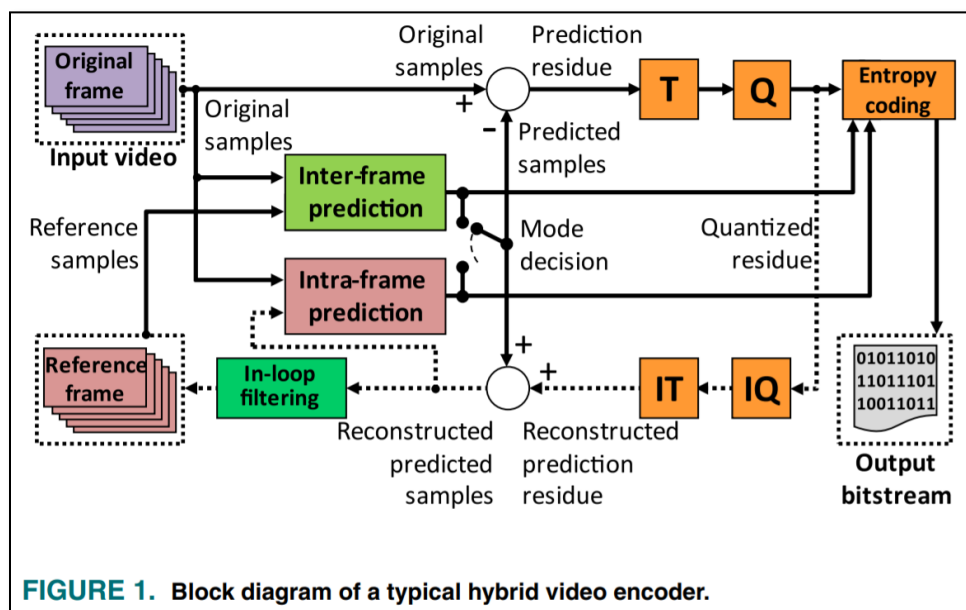 Original
frame
Input video
Original
samples
Original
samples
+
-
Prediction
residue
T
Q
Entropy
coding
Predicted
samples
Inter-frame
prediction
Reference
samples
Mode
decision
Quantized
residue
Intra-frame
prediction
Reference
frame
In-loop
filtering
+
+
IT
IQ
01011010
11011101
10011011
Reconstructed
predicted
samples
Reconstructed
prediction
residue
Output
bitstream
FIGURE 1. Block diagram of a typical hybrid video encoder.